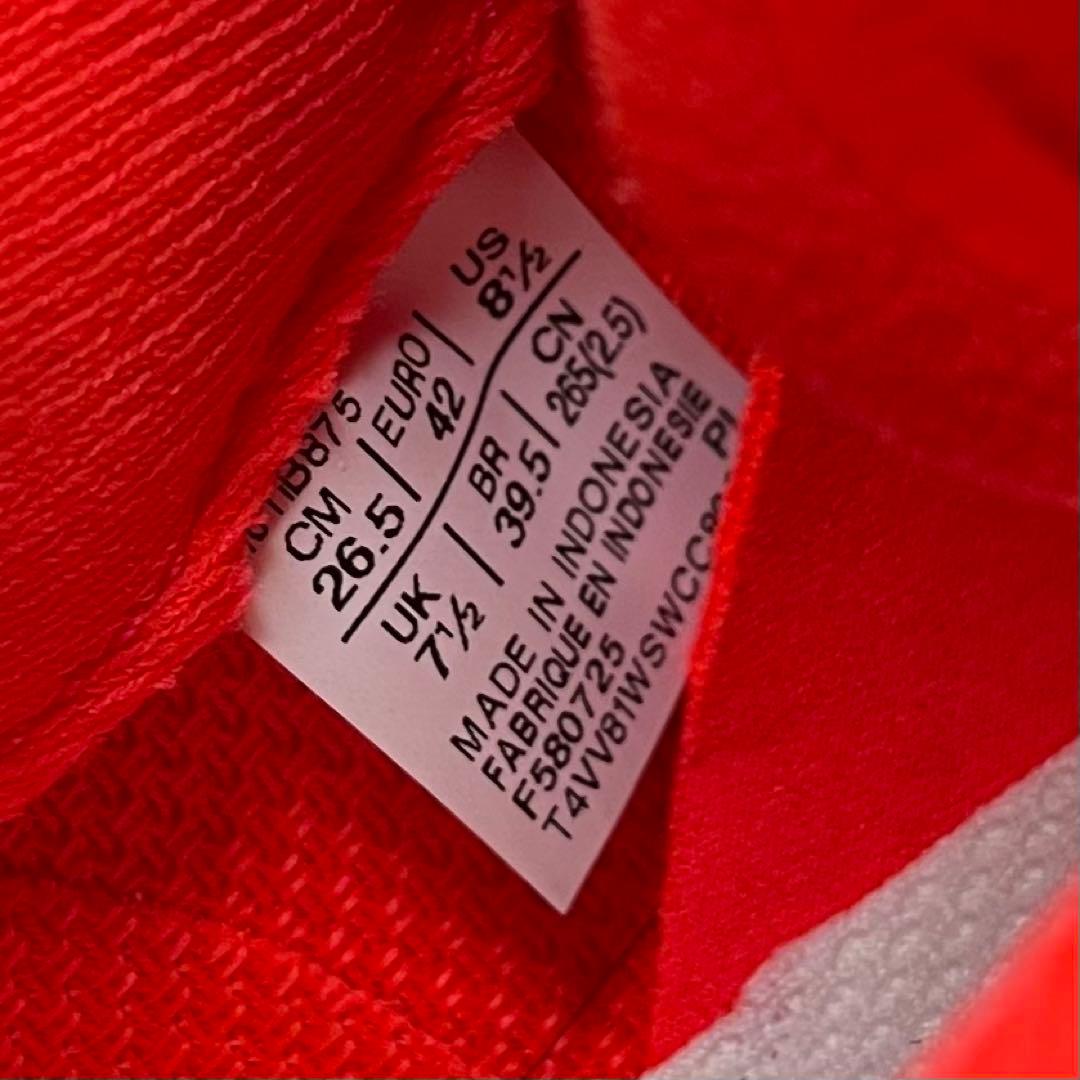 CM | EURO | US
26.5 | 42 | 8½
UK | BR | CN
7½ | 39.5 | 265(2.5)
MADE IN INDONESIA
FABRIQUE EN INDONESIE
F580725